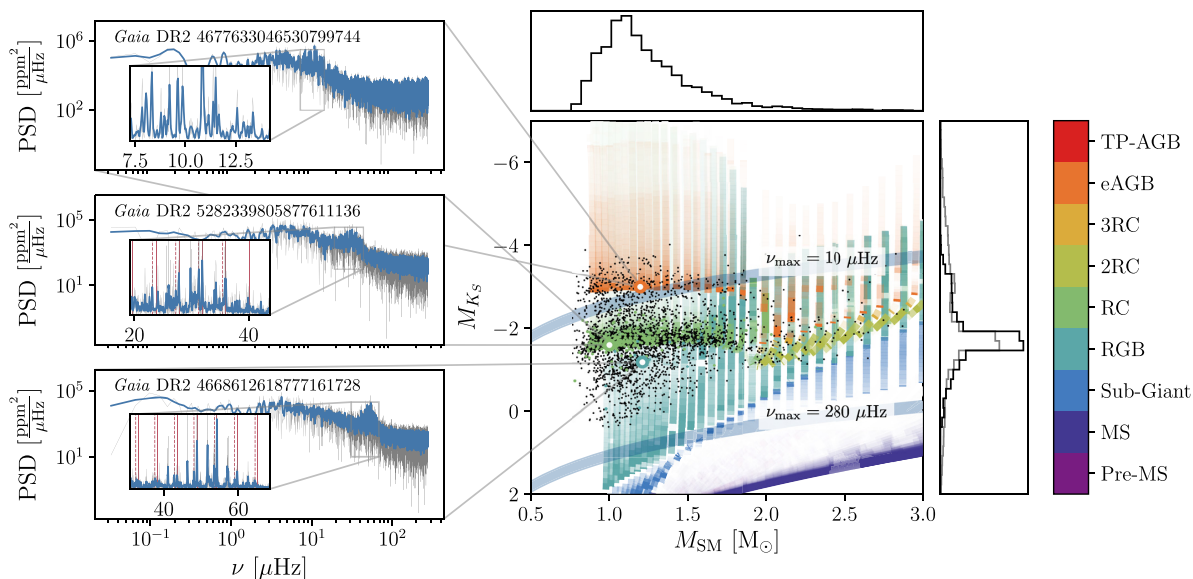 Gaia DR2 4677633046530799744
PSD [ppm²/μHz]
10⁶
10²
7.5 10.0 12.5
Gaia DR2 5282339805877611136
PSD [ppm²/μHz]
10⁵
10¹
20 40
Gaia DR2 4668612618777161728
PSD [ppm²/μHz]
10⁵
10¹
40 60
10⁻¹ 10⁰ 10¹ 10²
ν [μHz]
M_{K_S}
−6
−4
−2
0
2
ν_max = 10 μHz
ν_max = 280 μHz
0.5 1.0 1.5 2.0 2.5 3.0
M_SM [M_⊙]
TP-AGB
eAGB
3RC
2RC
RC
RGB
Sub-Giant
MS
Pre-MS